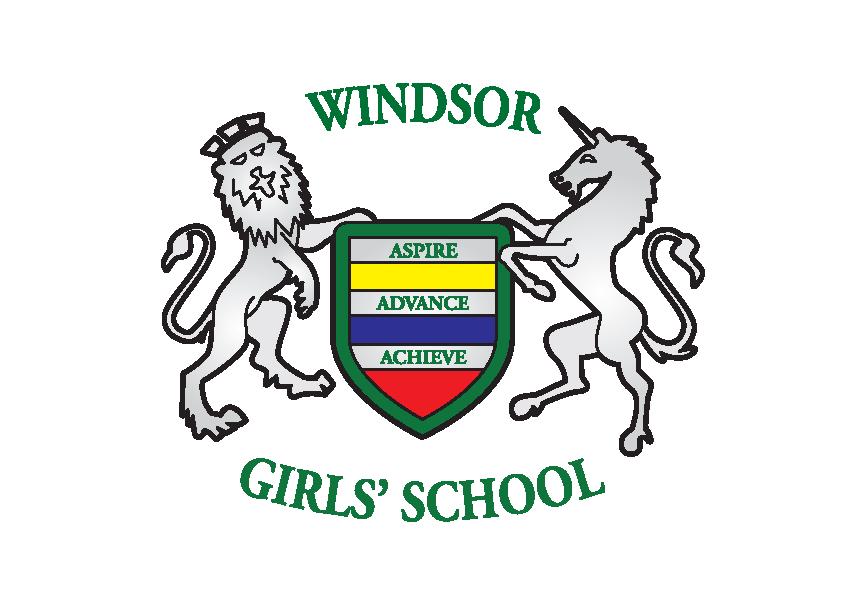 WINDSOR
ASPIRE
ADVANCE
ACHIEVE
GIRLS’ SCHOOL